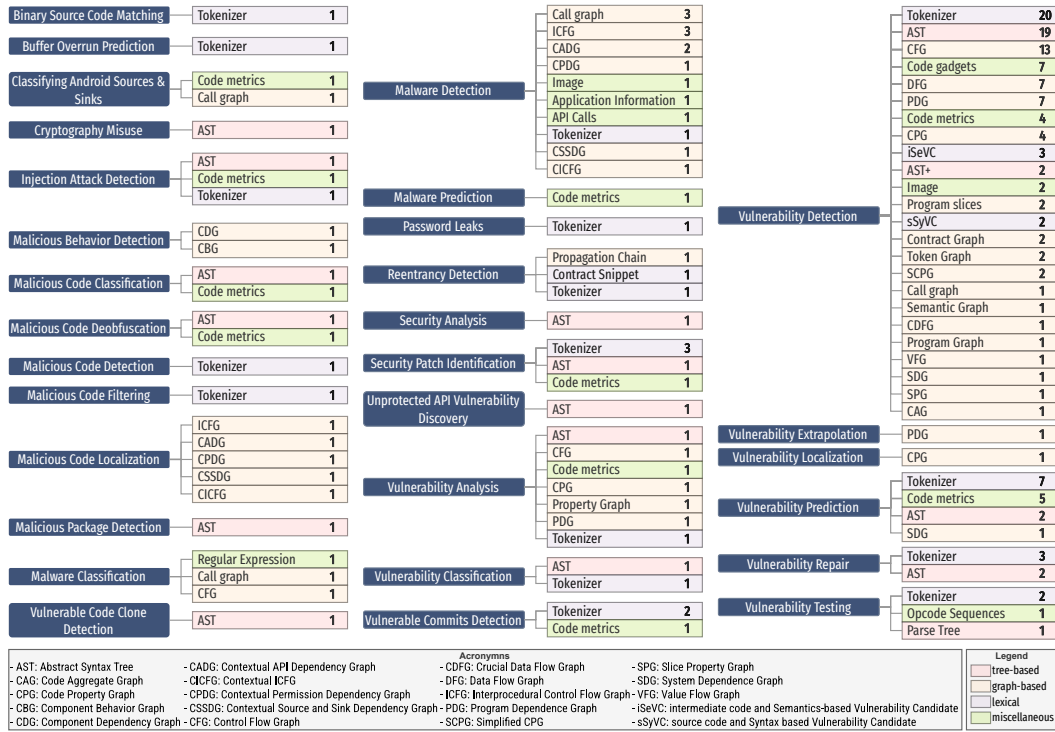 Binary Source Code Matching
Tokenizer 1
Buffer Overrun Prediction
Tokenizer 1
Classifying Android Sources &
Sinks
Code metrics 1
Call graph 1
Cryptography Misuse
AST 1
Injection Attack Detection
AST 1
Code metrics 1
Tokenizer 1
Malicious Behavior Detection
CDG 1
CBG 1
Malicious Code Classification
AST 1
Code metrics 1
Malicious Code Deobfuscation
AST 1
Code metrics 1
Malicious Code Detection
Tokenizer 1
Malicious Code Filtering
Tokenizer 1
Malicious Code Localization
ICFG 1
CADG 1
CPDG 1
CSSDG 1
CICFG 1
Malicious Package Detection
AST 1
Malware Classification
Regular Expression 1
Call graph 1
CFG 1
Vulnerable Code Clone
Detection
AST 1
Malware Detection
Call graph 3
ICFG 3
CADG 2
CPDG 1
Image 1
Application Information 1
API Calls 1
Tokenizer 1
CSSDG 1
CICFG 1
Malware Prediction
Code metrics 1
Password Leaks
Tokenizer 1
Reentrancy Detection
Propagation Chain 1
Contract Snippet 1
Tokenizer 1
Security Analysis
AST 1
Security Patch Identification
Tokenizer 3
AST 1
Code metrics 1
Unprotected API Vulnerability
Discovery
AST 1
Vulnerability Analysis
AST 1
CFG 1
Code metrics 1
CPG 1
Property Graph 1
PDG 1
Tokenizer 1
Vulnerability Classification
AST 1
Tokenizer 1
Vulnerable Commits Detection
Tokenizer 2
Code metrics 1
Vulnerability Detection
Tokenizer 20
AST 19
CFG 13
Code gadgets 7
DFG 7
PDG 7
Code metrics 4
CPG 4
iSeVC 3
AST+ 2
Image 2
Program slices 2
sSyVC 2
Contract Graph 2
Token Graph 2
SCPG 2
Call graph 1
Semantic Graph 1
CDFG 1
Program Graph 1
VFG 1
SDG 1
SPG 1
CAG 1
Vulnerability Extrapolation
PDG 1
Vulnerability Localization
CPG 1
Vulnerability Prediction
Tokenizer 7
Code metrics 5
AST 2
SDG 1
Vulnerability Repair
Tokenizer 3
AST 2
Vulnerability Testing
Tokenizer 2
Opcode Sequences 1
Parse Tree 1
Acronymns
- AST: Abstract Syntax Tree
- CAG: Code Aggregate Graph
- CPG: Code Property Graph
- CBG: Component Behavior Graph
- CDG: Component Dependency Graph
- CADG: Contextual API Dependency Graph
- CICFG: Contextual ICFG
- CPDG: Contextual Permission Dependency Graph
- CSSDG: Contextual Source and Sink Dependency Graph
- CFG: Control Flow Graph
- CDFG: Crucial Data Flow Graph
- DFG: Data Flow Graph
- ICFG: Interprocedural Control Flow Graph
- PDG: Program Dependence Graph
- SCPG: Simplified CPG
- SPG: Slice Property Graph
- SDG: System Dependence Graph
- VFG: Value Flow Graph
- iSeVC: intermediate code and Semantics-based Vulnerability Candidate
- sSyVC: source code and Syntax based Vulnerability Candidate
Legend
tree-based
graph-based
lexical
miscellaneous